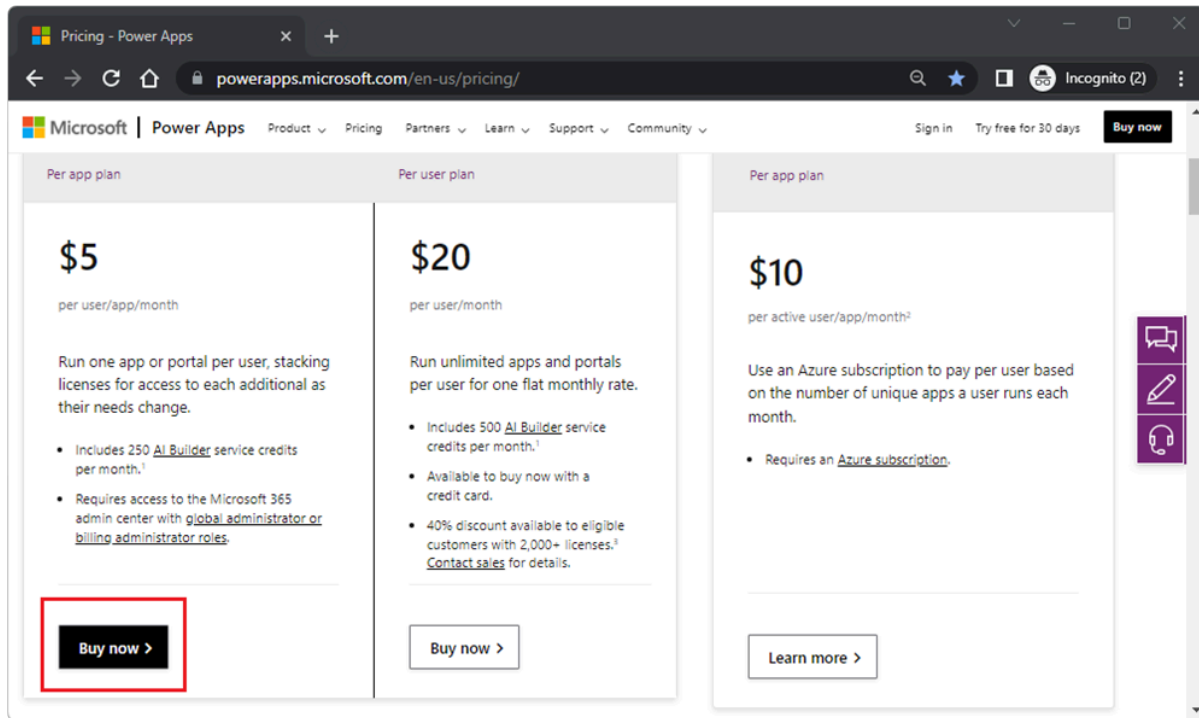 Pricing - Power Apps
powerapps.microsoft.com/en-us/pricing/
Incognito (2)
Microsoft
Power Apps
Product
Pricing
Partners
Learn
Support
Community
Sign in
Try free for 30 days
Buy now
Per app plan
$5
per user/app/month
Run one app or portal per user, stacking
licenses for access to each additional as
their needs change.
• Includes 250 AI Builder service credits
per month.¹
• Requires access to the Microsoft 365
admin center with global administrator or
billing administrator roles.
Buy now >
Per user plan
$20
per user/month
Run unlimited apps and portals
per user for one flat monthly rate.
• Includes 500 AI Builder service
credits per month.¹
• Available to buy now with a
credit card.
• 40% discount available to eligible
customers with 2,000+ licenses.³
Contact sales for details.
Buy now >
Per app plan
$10
per active user/app/month²
Use an Azure subscription to pay per user based
on the number of unique apps a user runs each
month.
• Requires an Azure subscription.
Learn more >